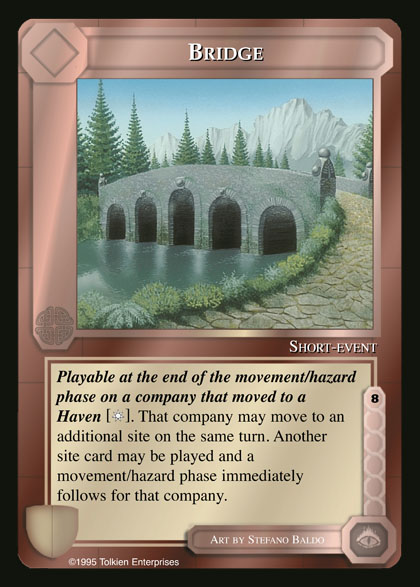 Bridge
Short-event
Playable at the end of the movement/hazard
phase on a company that moved to a
Haven [☼]. That company may move to an
additional site on the same turn. Another
site card may be played and a
movement/hazard phase immediately
follows for that company.
8
Art by Stefano Baldo
©1995 Tolkien Enterprises